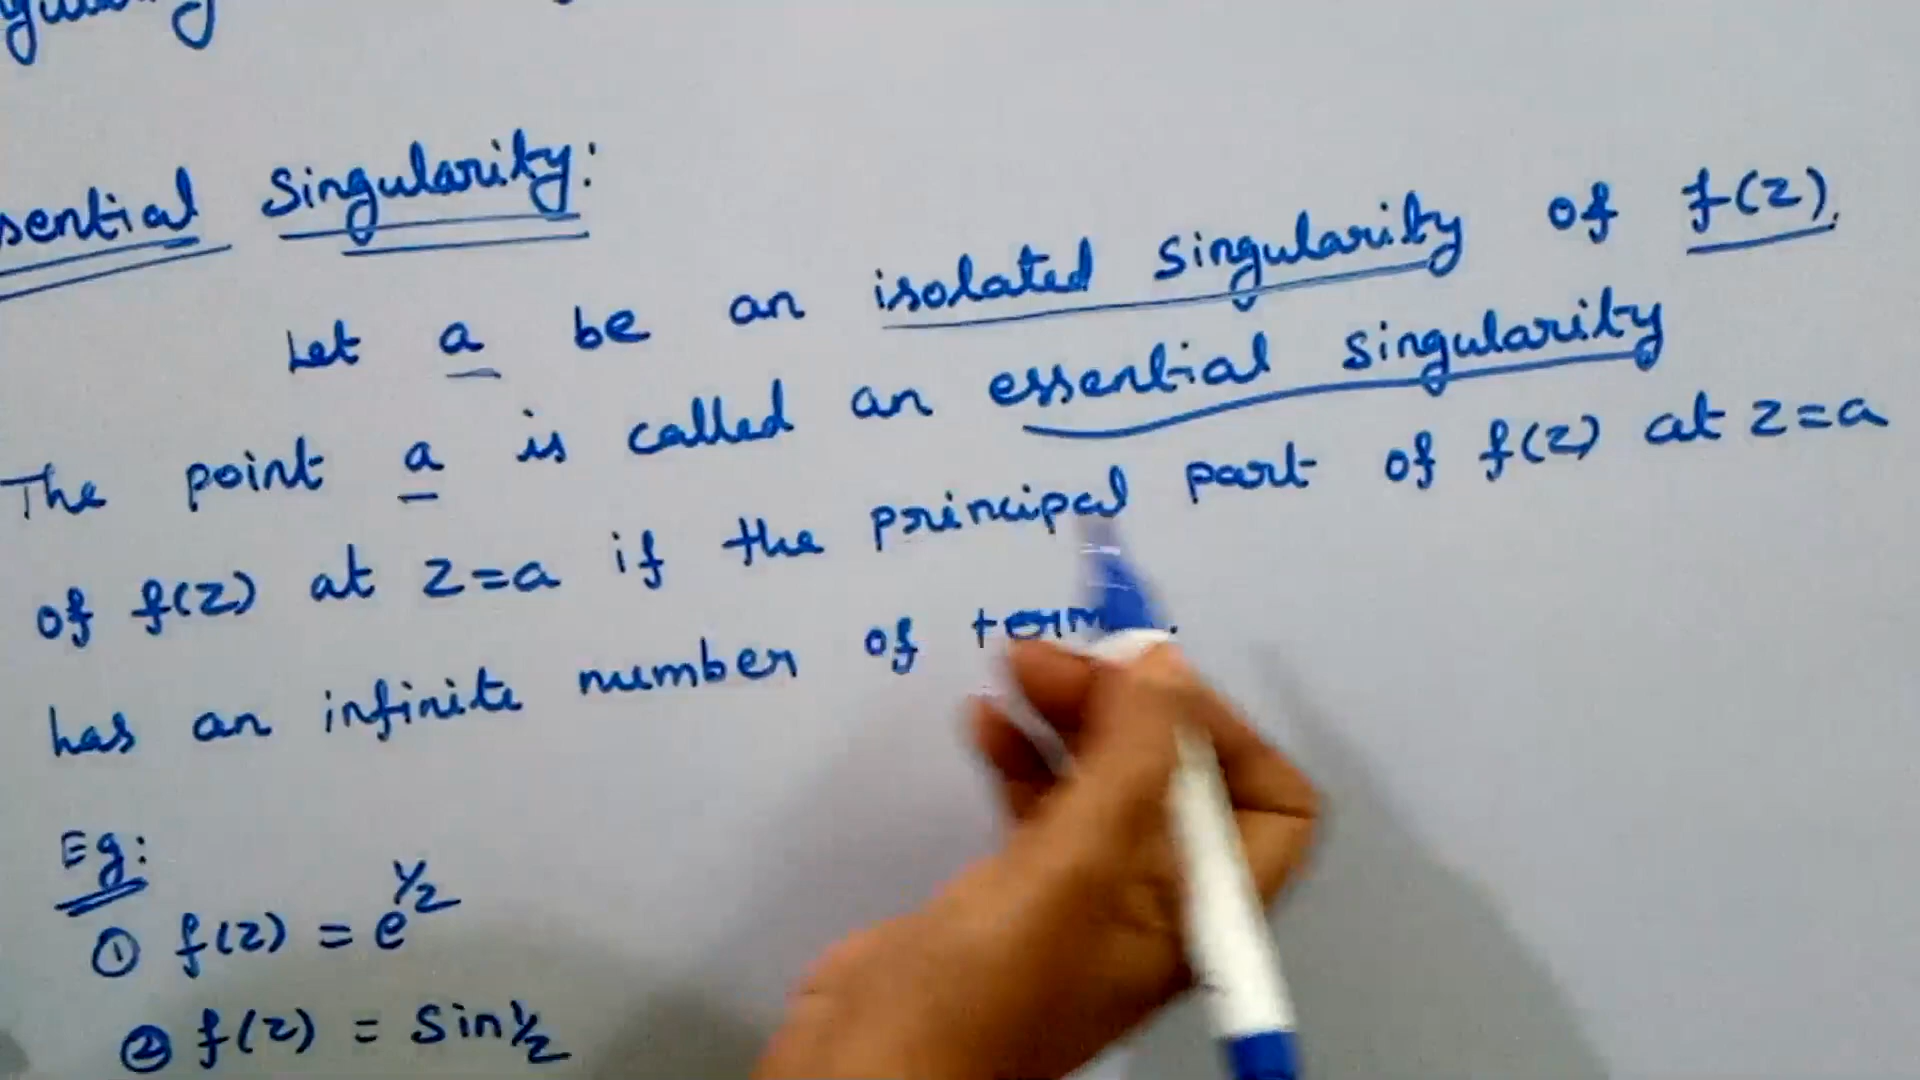 sential Singularity:
Let a be an isolated singularity of f(z).
The point a is called an essential singularity
of f(z) at z=a if the principal part of f(z) at z=a
has an infinite number of term .
Eg:
① f(z) = e^1/z
② f(z) = Sin 1/z